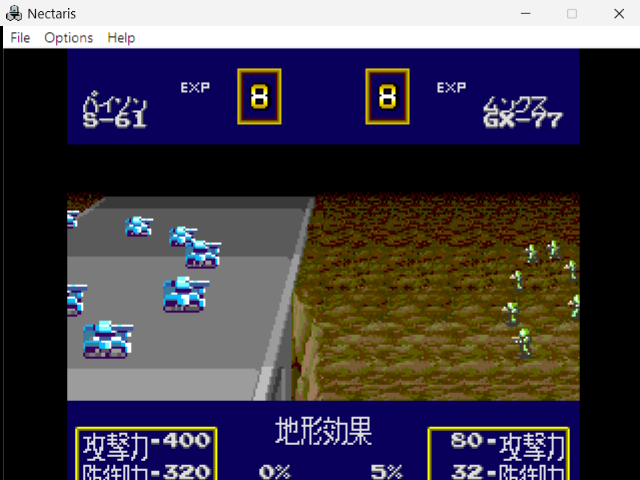 Nectaris
File Options Help
バイソン EXP 8 8 EXP ムンクス
S-61 GX-77
地形効果
攻撃力-400 80-攻撃力
防御力-320 0% 5% 32-防御力